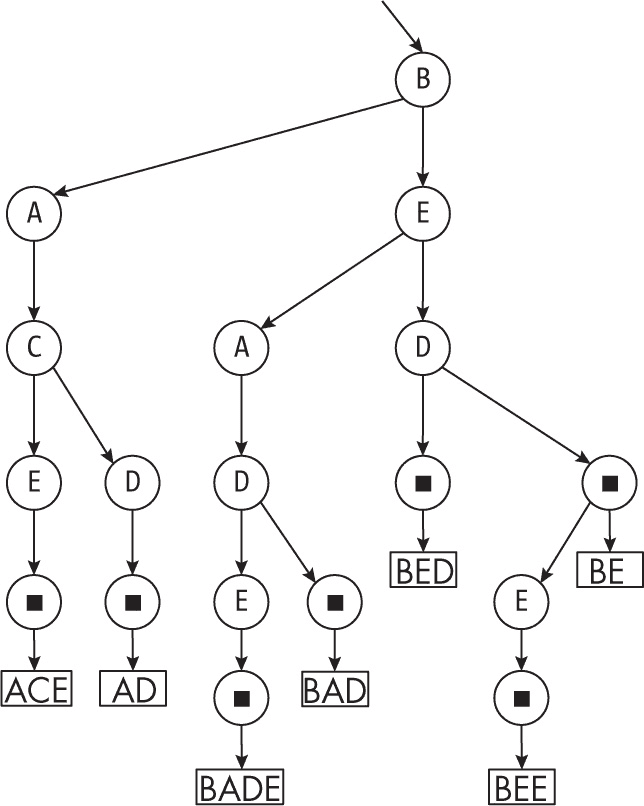 B
A E
C A D
E D D ■ ■
BED BE
■ ■ E ■ E
ACE AD ■ BAD ■
BADE BEE